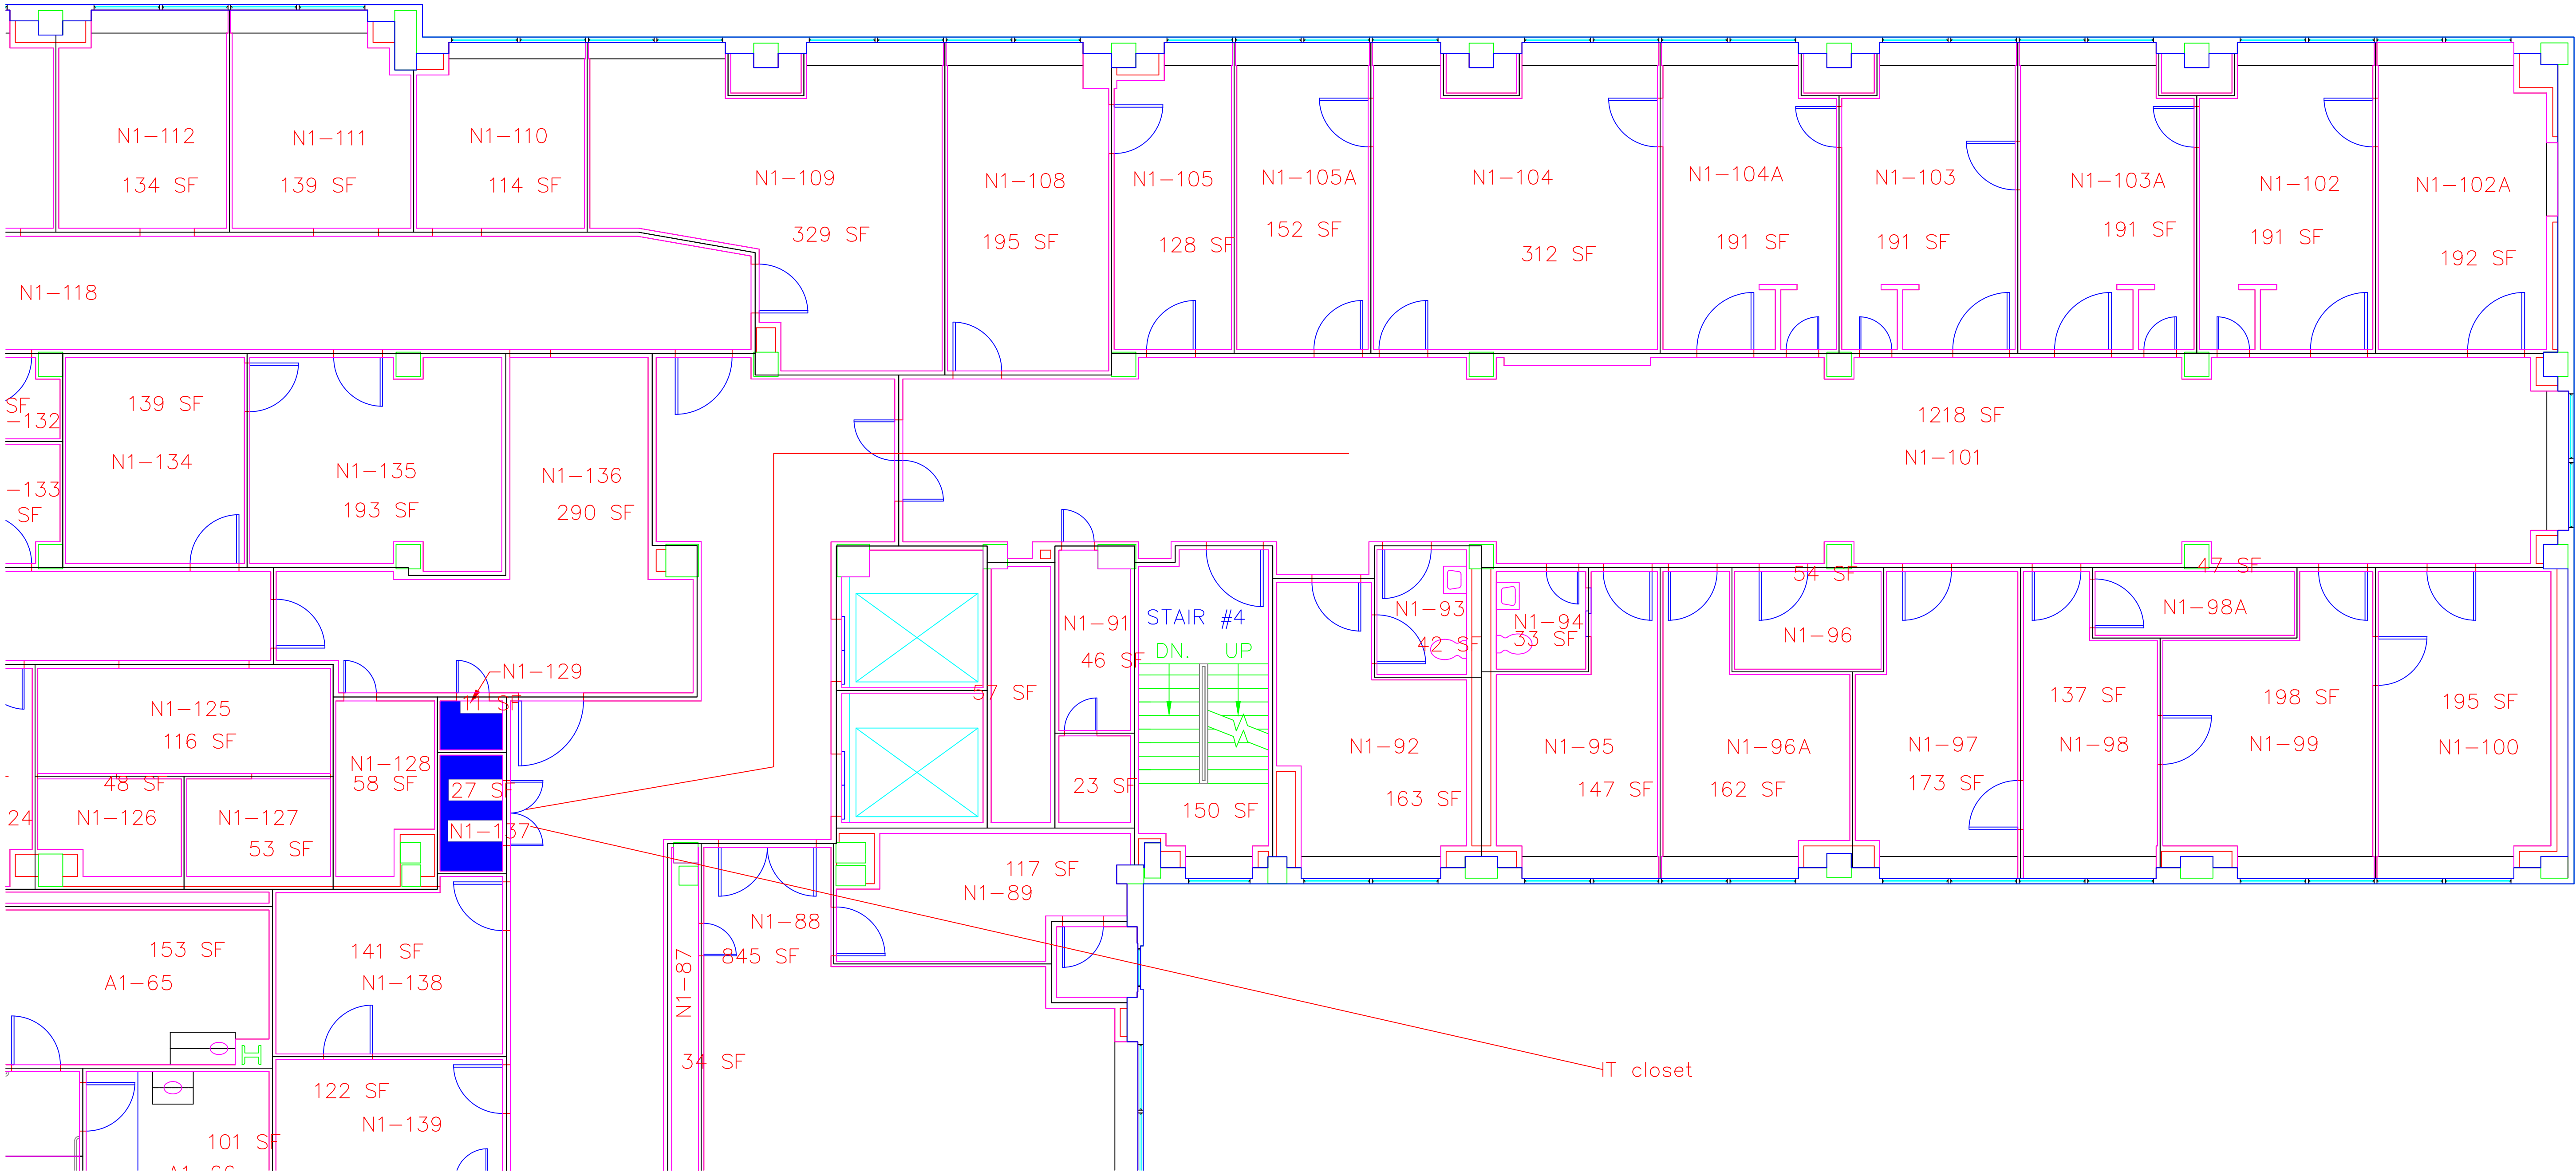 N1-112
134 SF
N1-111
139 SF
N1-110
114 SF
N1-109
329 SF
N1-108
195 SF
N1-105
128 SF
N1-105A
152 SF
N1-104
312 SF
N1-104A
191 SF
N1-103
191 SF
N1-103A
191 SF
N1-102
191 SF
N1-102A
192 SF
N1-118
SF
-132
139 SF
N1-134
-133
SF
N1-135
193 SF
N1-136
290 SF
1218 SF
N1-101
N1-91
46 SF
STAIR #4
DN. UP
150 SF
N1-93
42 SF
N1-94
33 SF
54 SF
N1-96
47 SF
N1-98A
N1-129
11 SF
N1-125
116 SF
N1-128
58 SF
27 SF
N1-137
57 SF
23 SF
N1-92
163 SF
N1-95
147 SF
N1-96A
162 SF
N1-97
173 SF
137 SF
N1-98
198 SF
N1-99
195 SF
N1-100
24
48 SF
N1-126
N1-127
53 SF
117 SF
N1-89
N1-88
845 SF
N1-87
34 SF
153 SF
A1-65
141 SF
N1-138
122 SF
N1-139
101 SF
A1-66
IT closet